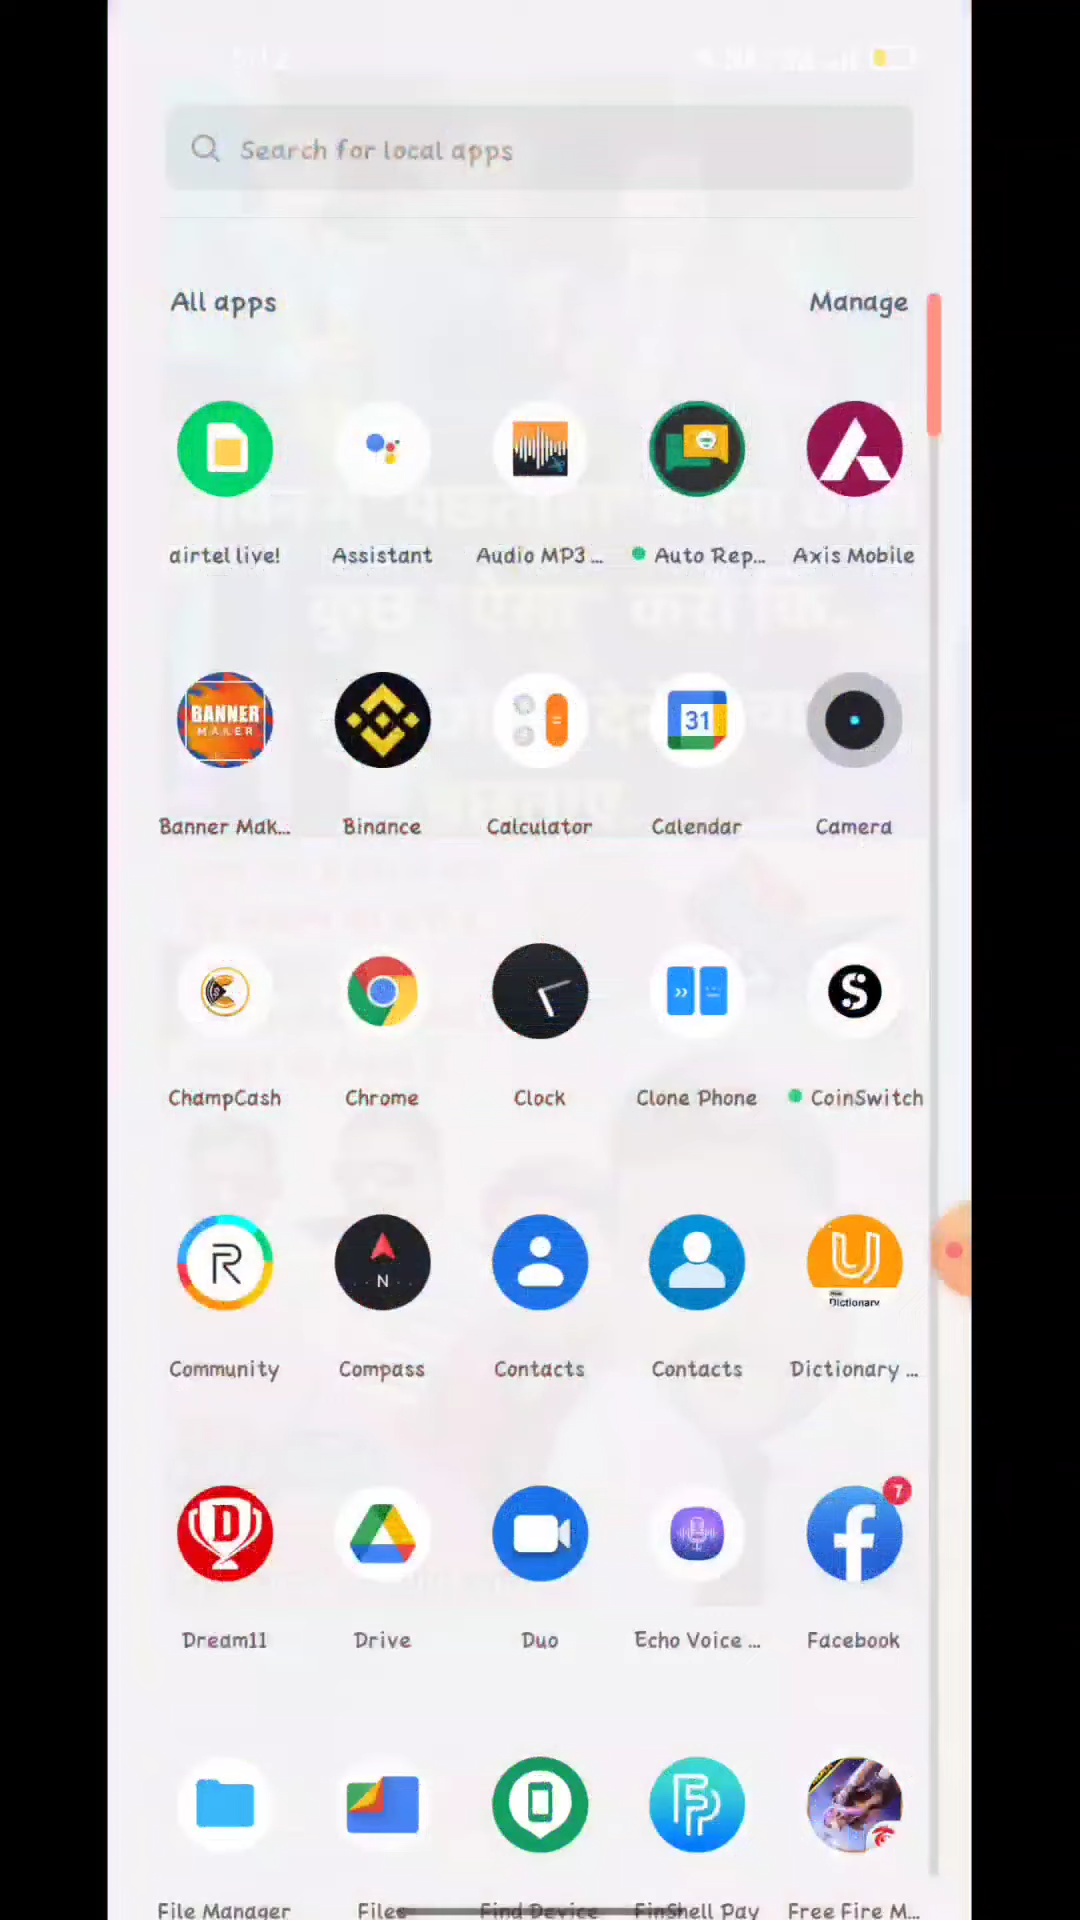 Search for local apps
All apps
Manage
airtel live!
Assistant
Audio MP3 ...
Auto Rep...
Axis Mobile
BANNER
MAKER
31
Banner Mak...
Binance
Calculator
Calendar
Camera
ChampCash
Chrome
Clock
Clone Phone
CoinSwitch
N
Dictionary
Community
Compass
Contacts
Contacts
Dictionary ...
D
7
Dream11
Drive
Duo
Echo Voice ...
Facebook
File Manager
Files
Find Device
FinShell Pay
Free Fire M...